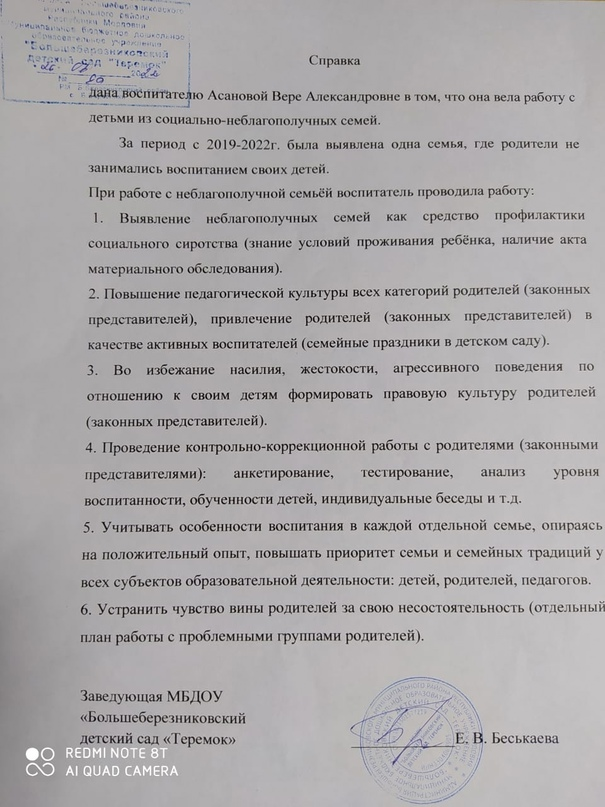 Большеберезниковского
муниципального района
Республики Мордовия
муниципальное бюджетное дошкольное
образовательное учреждение
"Большеберезниковский
детский сад "Теремок"
№ 86
Справка
дана воспитателю Асановой Вере Александровне в том, что она вела работу с
детьми из социально-неблагополучных семей.
За период с 2019-2022г. была выявлена одна семья, где родители не
занимались воспитанием своих детей.
При работе с неблагополучной семьёй воспитатель проводила работу:
1. Выявление неблагополучных семей как средство профилактики
социального сиротства (знание условий проживания ребёнка, наличие акта
материального обследования).
2. Повышение педагогической культуры всех категорий родителей (законных
представителей), привлечение родителей (законных представителей) в
качестве активных воспитателей (семейные праздники в детском саду).
3. Во избежание насилия, жестокости, агрессивного поведения по
отношению к своим детям формировать правовую культуру родителей
(законных представителей).
4. Проведение контрольно-коррекционной работы с родителями (законными
представителями): анкетирование, тестирование, анализ уровня
воспитанности, обученности детей, индивидуальные беседы и т.д.
5. Учитывать особенности воспитания в каждой отдельной семье, опираясь
на положительный опыт, повышать приоритет семьи и семейных традиций у
всех субъектов образовательной деятельности: детей, родителей, педагогов.
6. Устранить чувство вины родителей за свою несостоятельность (отдельный
план работы с проблемными группами родителей).
Заведующая МБДОУ
«Большеберезниковский
детский сад «Теремок»
Е. В. Беськаева
REDMI NOTE 8T
AI QUAD CAMERA